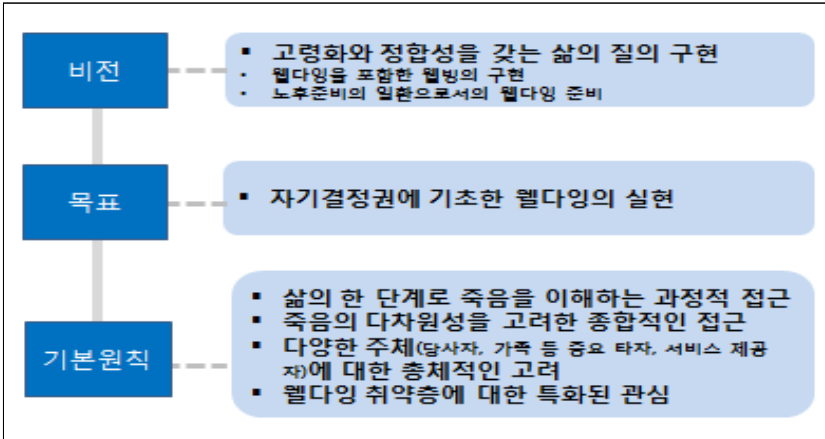 비전
▪ 고령화와 정합성을 갖는 삶의 질의 구현
• 웰다잉을 포함한 웰빙의 구현
• 노후준비의 일환으로서의 웰다잉 준비
목표
▪ 자기결정권에 기초한 웰다잉의 실현
기본원칙
▪ 삶의 한 단계로 죽음을 이해하는 과정적 접근
▪ 죽음의 다차원성을 고려한 종합적인 접근
▪ 다양한 주체(당사자, 가족 등 중요 타자, 서비스 제공
자)에 대한 총체적인 고려
▪ 웰다잉 취약층에 대한 특화된 관심